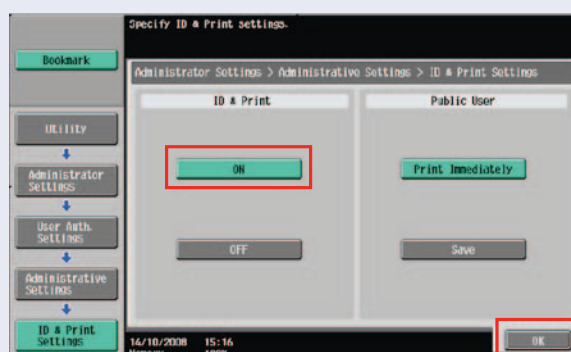 Specify ID & Print settings.
Bookmark
Administrator Settings > Administrative Settings > ID & Print Settings
ID & Print
Public User
Utility
Administrator
Settings
User Auth.
Settings
Administrative
Settings
ID & Print
Settings
ON
Print Immediately
OFF
Save
14/10/2008 15:16
Memory 100%
OK